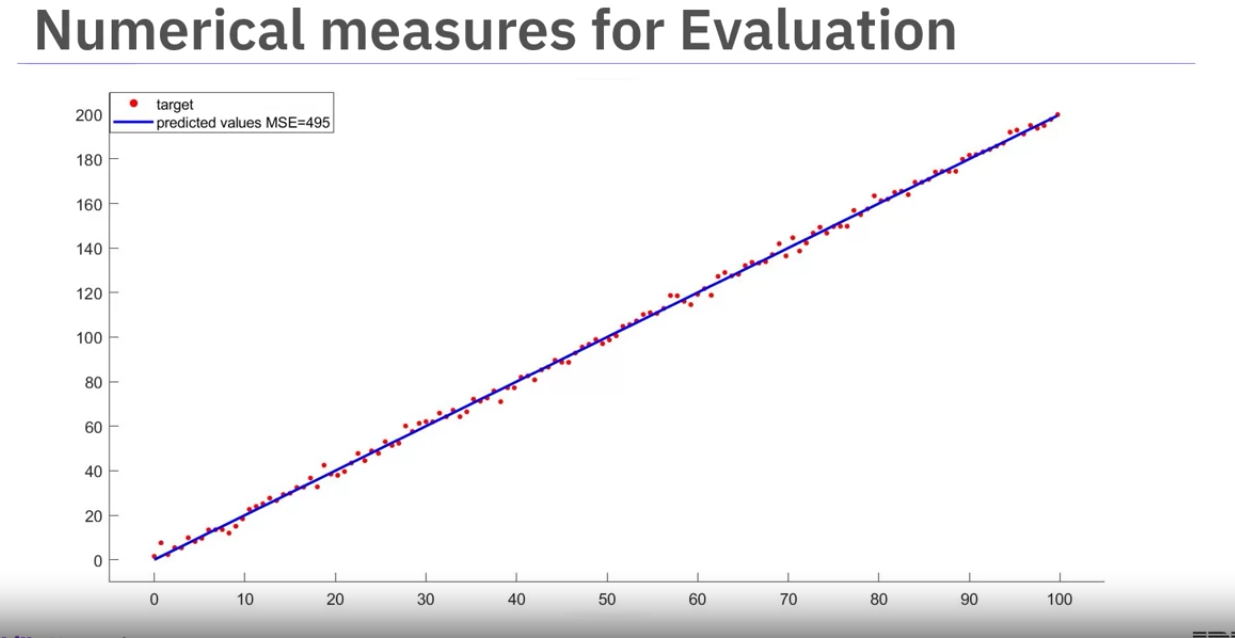 Numerical measures for Evaluation
target
predicted values MSE=495
200
180
160
140
120
100
80
60
40
20
0
0 10 20 30 40 50 60 70 80 90 100